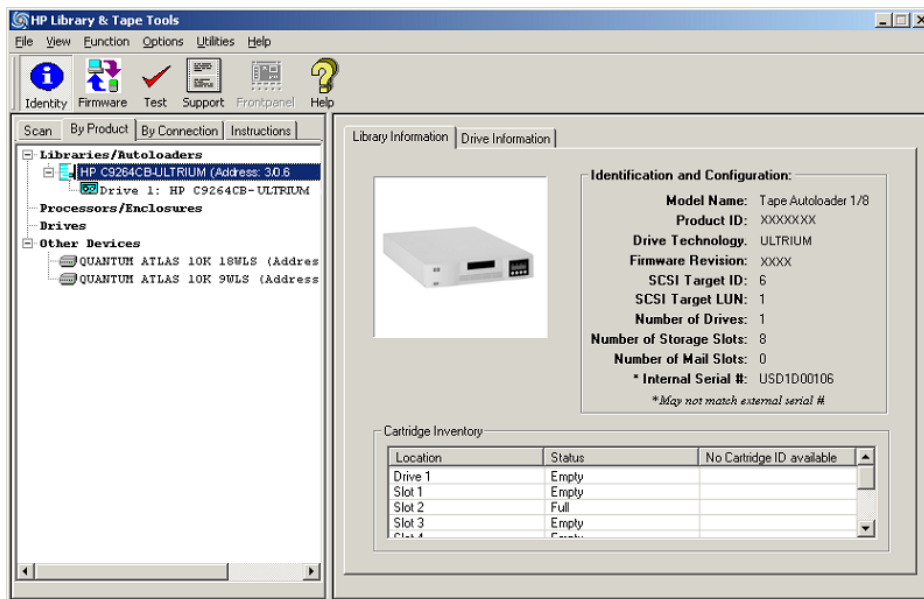 HP Library & Tape Tools
File View Function Options Utilities Help
Identity Firmware Test Support Frontpanel Help
Scan By Product By Connection Instructions
Libraries/Autoloaders
HP C9264CB-ULTRIUM (Address: 3.0.6
Drive 1: HP C9264CB-ULTRIUM
Processors/Enclosures
Drives
Other Devices
QUANTUM ATLAS 10K 18WLS (Addres
QUANTUM ATLAS 10K 9WLS (Address
Library Information Drive Information
Identification and Configuration:
Model Name: Tape Autoloader 1/8
Product ID: XXXXXXX
Drive Technology: ULTRIUM
Firmware Revision: XXXX
SCSI Target ID: 6
SCSI Target LUN: 1
Number of Drives: 1
Number of Storage Slots: 8
Number of Mail Slots: 0
* Internal Serial #: USD1D00106
*May not match external serial #
Cartridge Inventory
Location Status No Cartridge ID available
Drive 1 Empty
Slot 1 Empty
Slot 2 Full
Slot 3 Empty
Slot 4 Empty